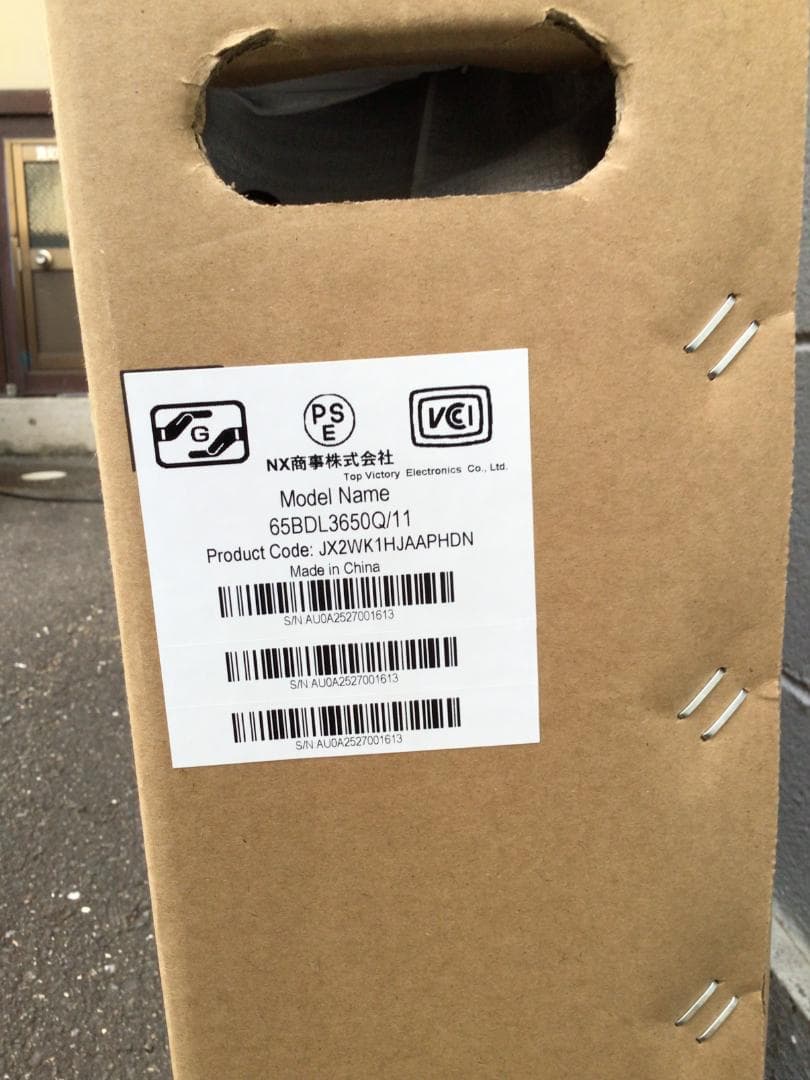 G
PS
E
VCCI
NX商事株式会社
Top Victory Electronics Co., Ltd.
Model Name
65BDL3650Q/11
Product Code: JX2WK1HJAAPHDN
Made in China
S/N:AU0A2527001613
S/N:AU0A2527001613
S/N:AU0A2527001613